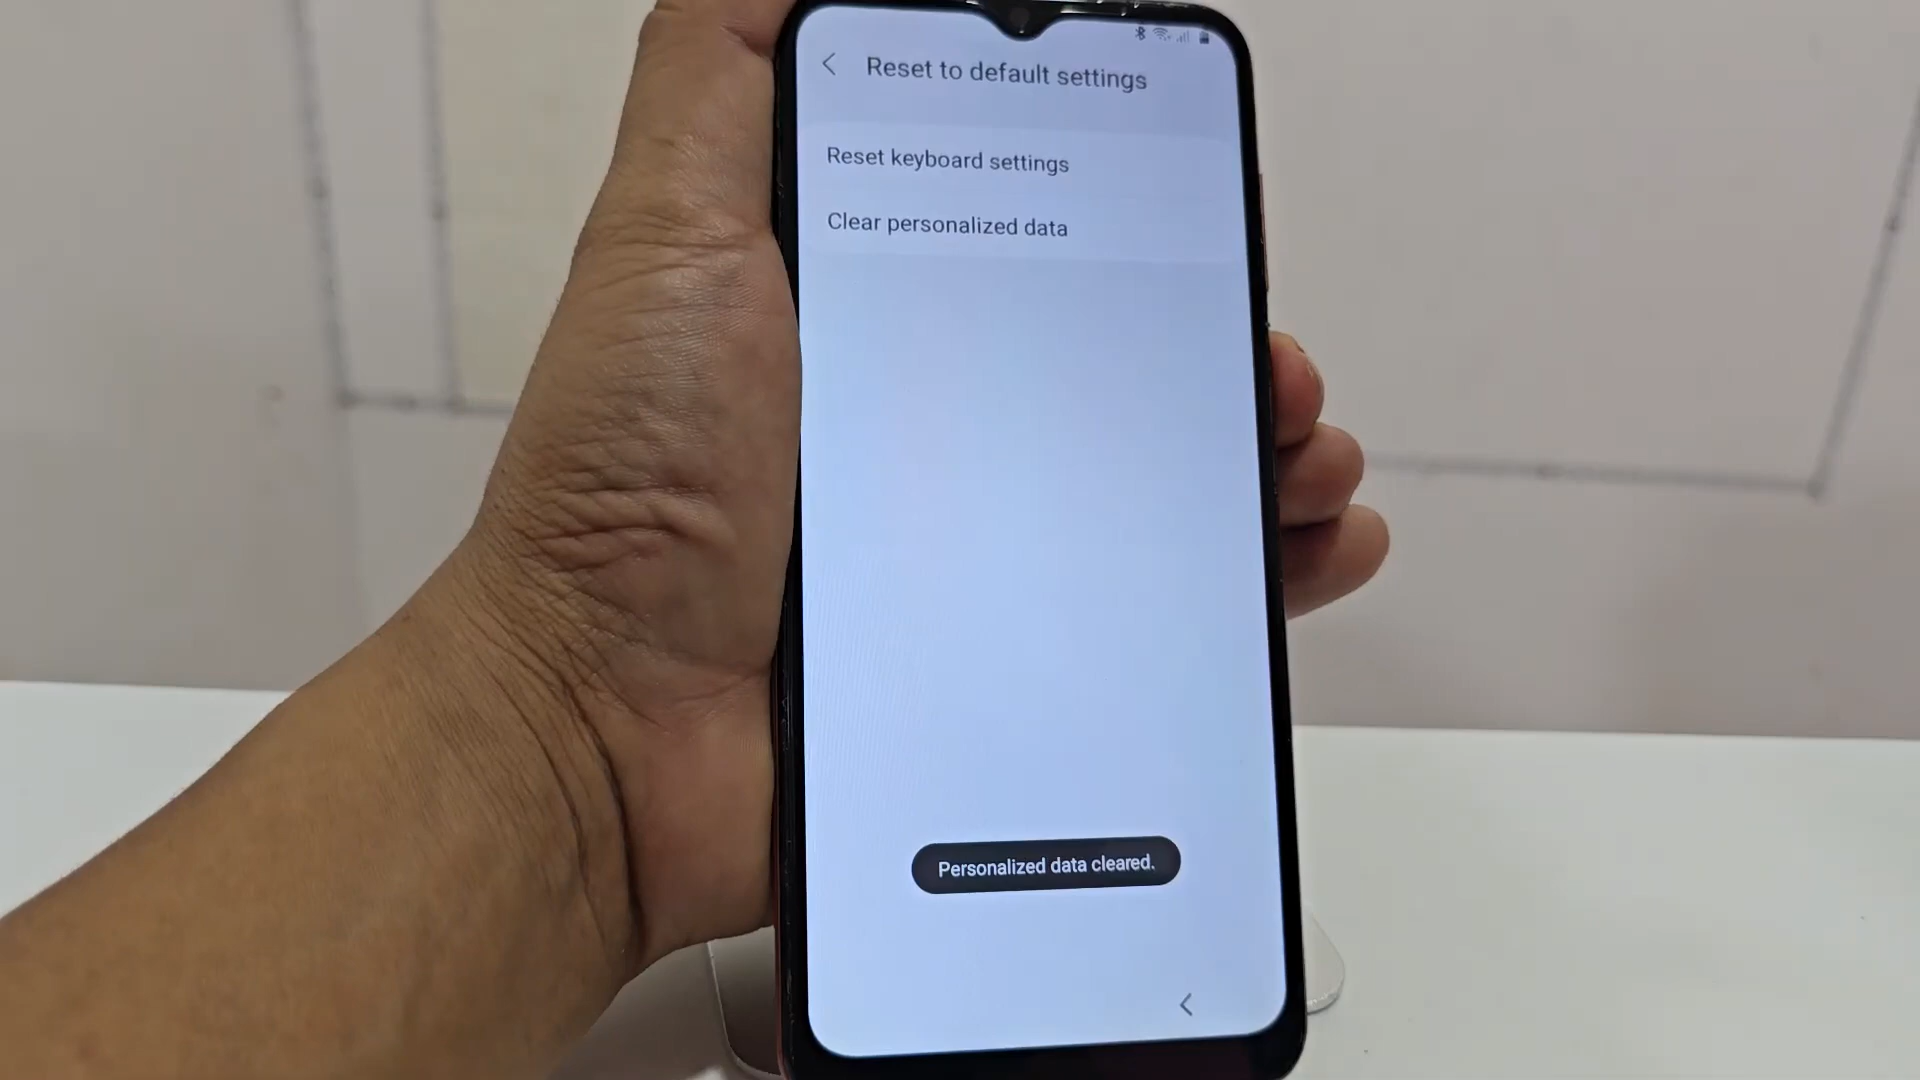 Reset to default settings
Reset keyboard settings
Clear personalized data
Personalized data cleared.